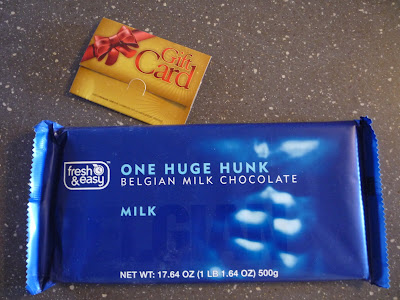 Gift
Card
fresh
&easy
ONE HUGE HUNK
BELGIAN MILK CHOCOLATE
MILK
NET WT: 17.64 OZ (1 LB 1.64 OZ) 500g